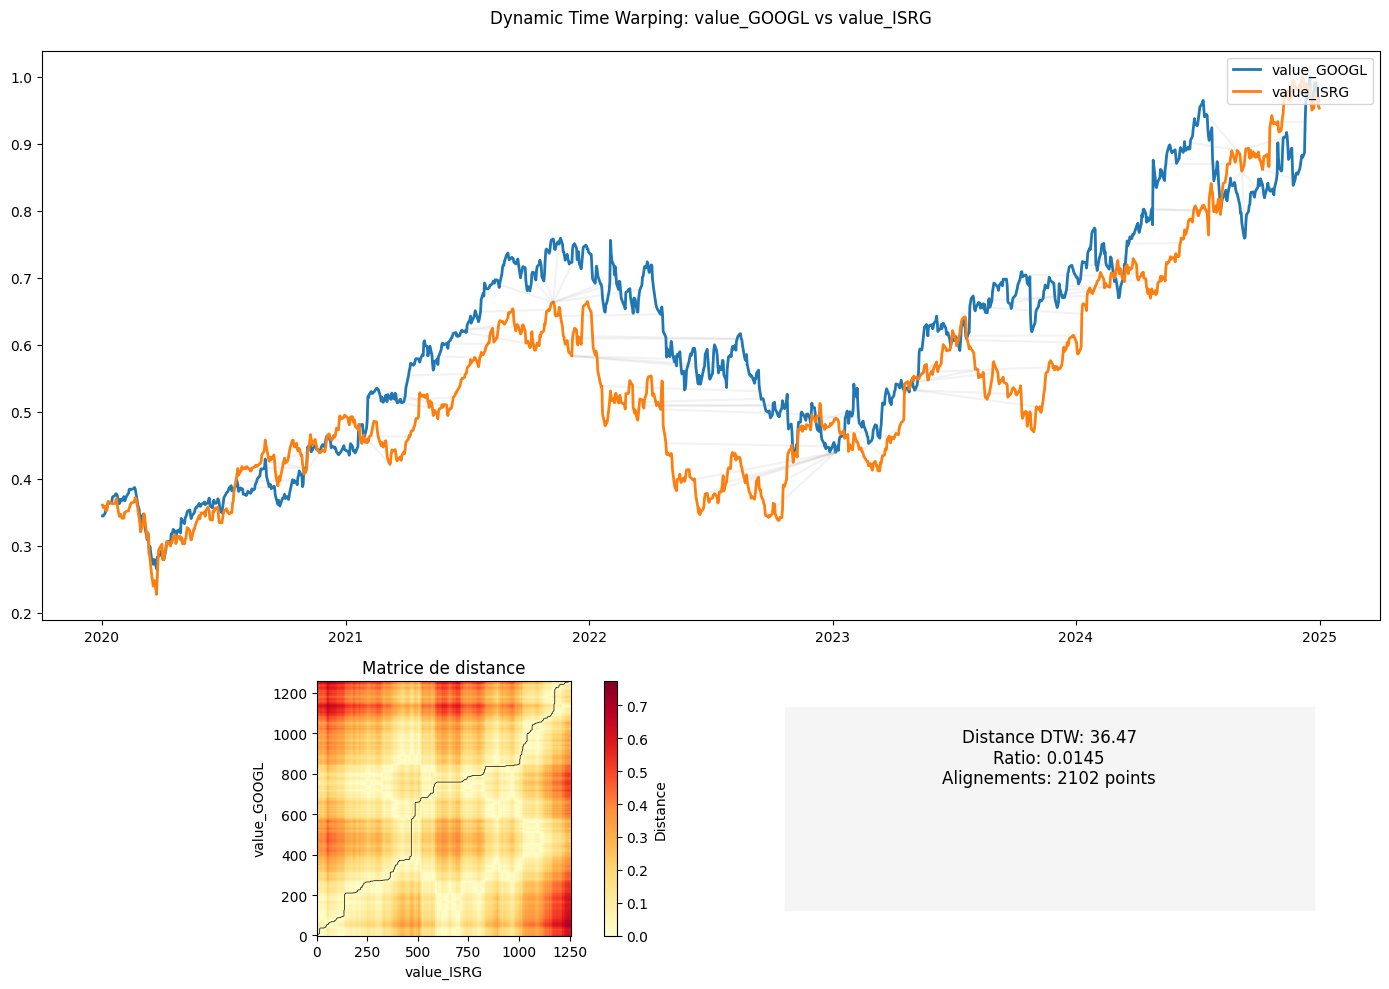 Dynamic Time Warping: value_GOOGL vs value_ISRG
value_GOOGL
value_ISRG
1.0
0.9
0.8
0.7
0.6
0.5
0.4
0.3
0.2
2020 2021 2022 2023 2024 2025
Matrice de distance
value_GOOGL
1200
1000
800
600
400
200
0
0 250 500 750 1000 1250
value_ISRG
0.7
0.6
0.5
0.4
0.3
0.2
0.1
0.0
Distance
Distance DTW: 36.47
Ratio: 0.0145
Alignements: 2102 points